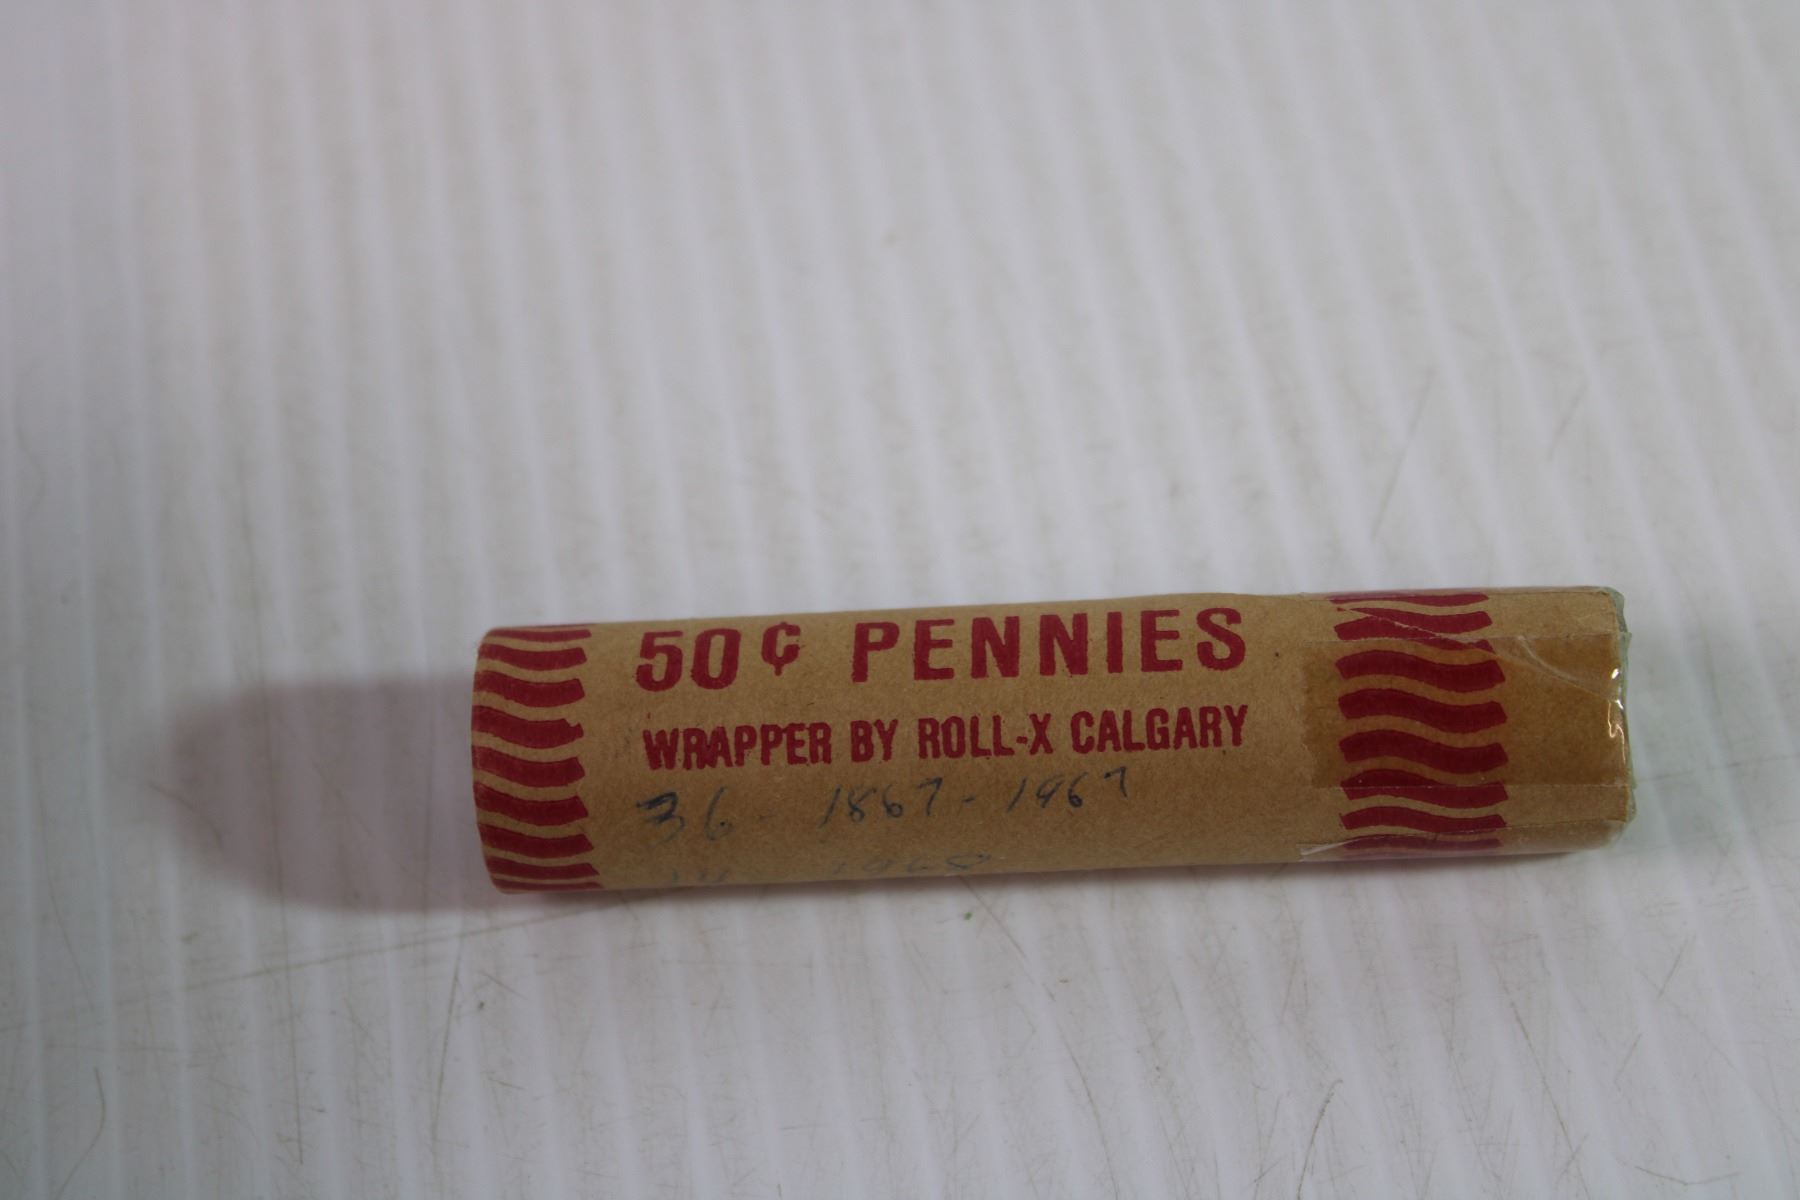 50¢ PENNIES
WRAPPER BY ROLL-X CALGARY
36 - 1867 - 1967